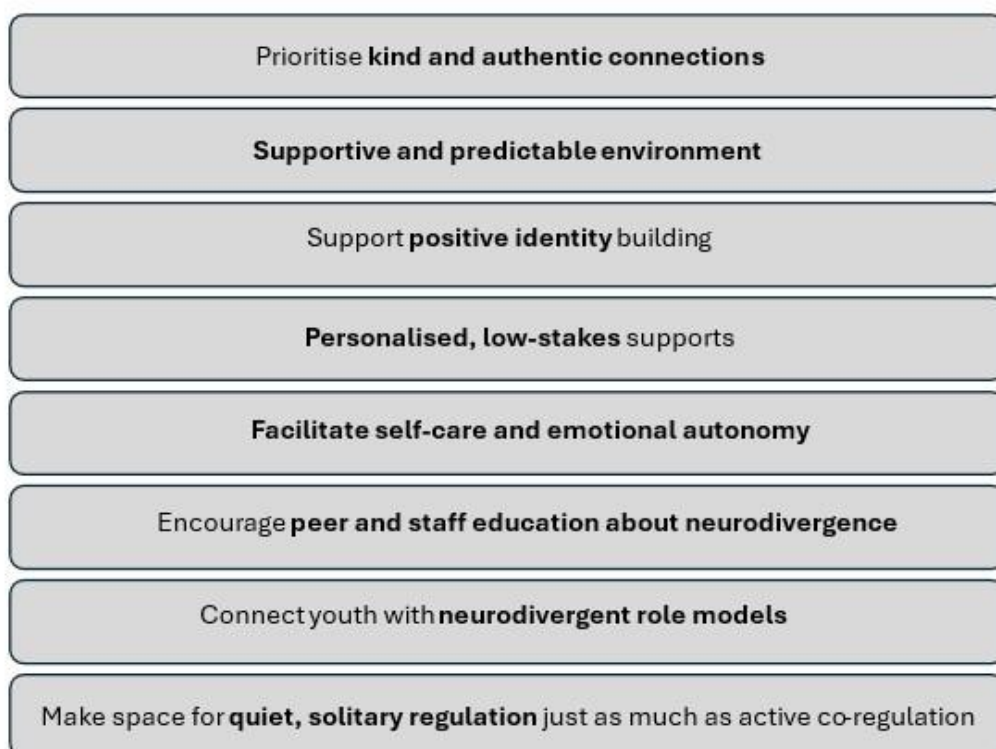 Prioritise kind and authentic connections
Supportive and predictable environment
Support positive identity building
Personalised, low-stakes supports
Facilitate self-care and emotional autonomy
Encourage peer and staff education about neurodivergence
Connect youth with neurodivergent role models
Make space for quiet, solitary regulation just as much as active co-regulation